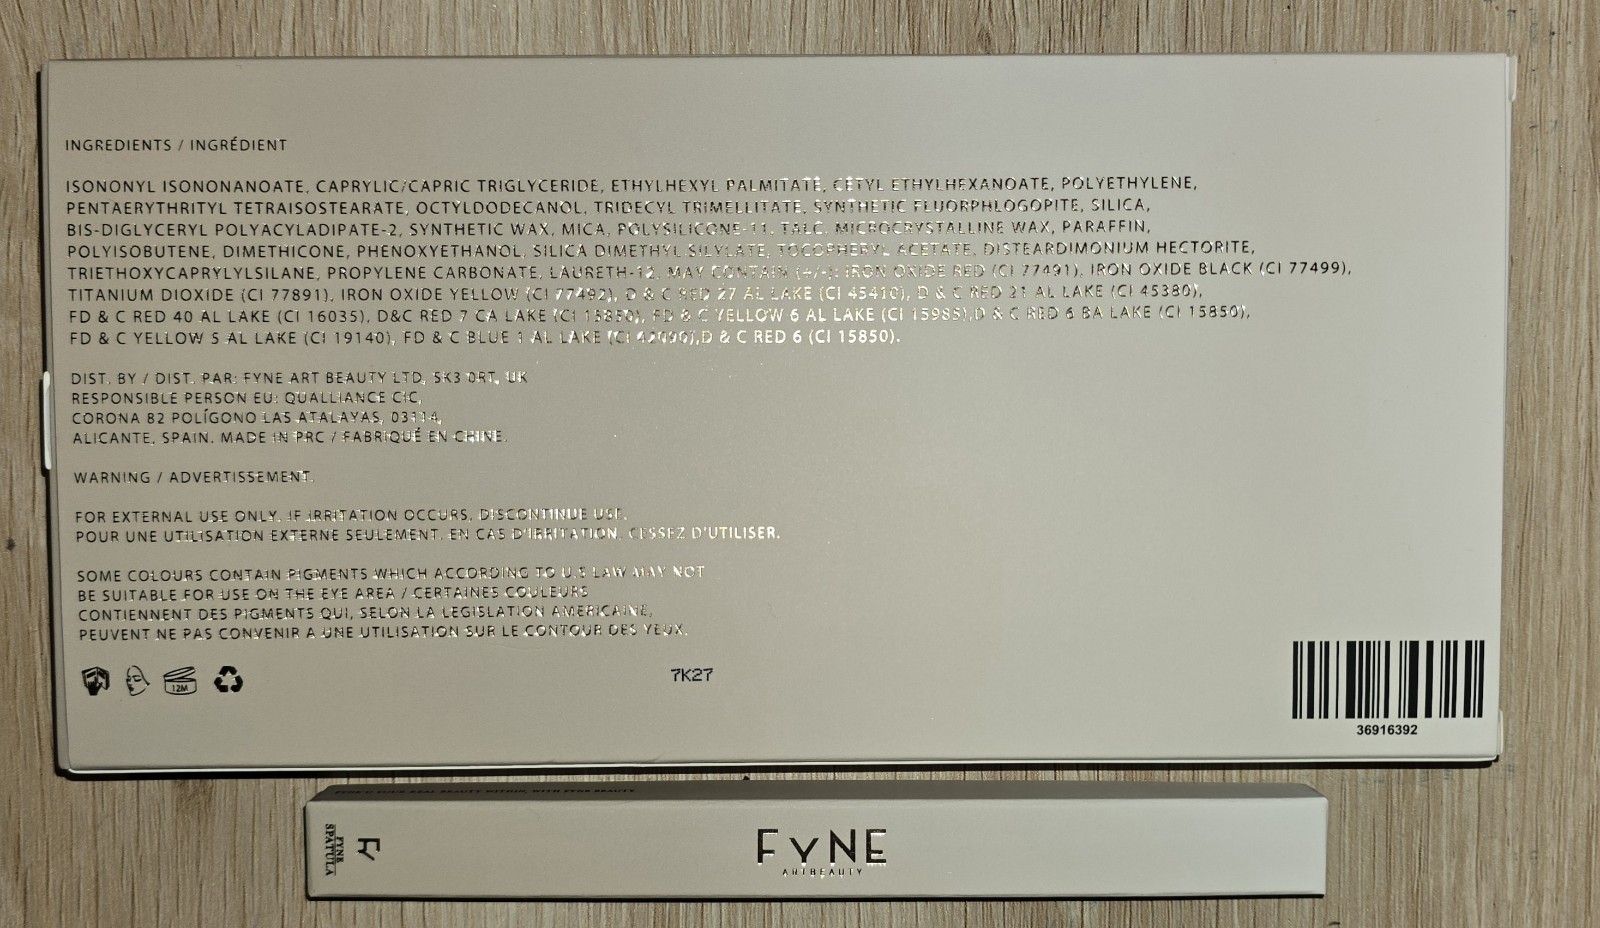 INGREDIENTS / INGRÉDIENT
ISONONYL ISONONANOATE, CAPRYLIC/CAPRIC TRIGLYCERIDE, ETHYLHEXYL PALMITATE, CETYL ETHYLHEXANOATE, POLYETHYLENE,
PENTAERYTHRITYL TETRAISOSTEARATE, OCTYLDODECANOL, TRIDECYL TRIMELLITATE, SYNTHETIC FLUORPHLOGOPITE, SILICA,
BIS-DIGLYCERYL POLYACYLADIPATE-2, SYNTHETIC WAX, MICA, POLYSILICONE-11, TALC, MICROCRYSTALLINE WAX, PARAFFIN,
POLYISOBUTENE, DIMETHICONE, PHENOXYETHANOL, SILICA DIMETHYL SILYLATE, TOCOPHERYL ACETATE, DISTEARDIMONIUM HECTORITE,
TRIETHOXYCAPRYLYLSILANE, PROPYLENE CARBONATE, LAURETH-12, MAY CONTAIN (+/-): IRON OXIDE RED (CI 77491), IRON OXIDE BLACK (CI 77499),
TITANIUM DIOXIDE (CI 77891), IRON OXIDE YELLOW (CI 77492), D & C RED 27 AL LAKE (CI 45410), D & C RED 21 AL LAKE (CI 45380),
FD & C RED 40 AL LAKE (CI 16035), D&C RED 7 CA LAKE (CI 15850), FD & C YELLOW 6 AL LAKE (CI 15985),D & C RED 6 BA LAKE (CI 15850),
FD & C YELLOW 5 AL LAKE (CI 19140), FD & C BLUE 1 AL LAKE (CI 42090),D & C RED 6 (CI 15850).
DIST. BY / DIST. PAR: FYNE ART BEAUTY LTD, SK3 0RT, UK
RESPONSIBLE PERSON EU: QUALLIANCE CIC,
CORONA 82 POLÍGONO LAS ATALAYAS, 03114,
ALICANTE, SPAIN. MADE IN PRC / FABRIQUÉ EN CHINE.
WARNING / ADVERTISSEMENT.
FOR EXTERNAL USE ONLY. IF IRRITATION OCCURS, DISCONTINUE USE.
POUR UNE UTILISATION EXTERNE SEULEMENT. EN CAS D'IRRITATION, CESSEZ D'UTILISER.
SOME COLOURS CONTAIN PIGMENTS WHICH ACCORDING TO U.S LAW MAY NOT
BE SUITABLE FOR USE ON THE EYE AREA / CERTAINES COULEURS
CONTIENNENT DES PIGMENTS QUI, SELON LA LEGISLATION AMERICAINE,
PEUVENT NE PAS CONVENIR A UNE UTILISATION SUR LE CONTOUR DES YEUX.
12M
7K27
36916392
YOUR REAL BEAUTY WITHIN, WITH FYNE BEAUTY
FYNE
SPATULA
FY
FYNE
ARTBEAUTY